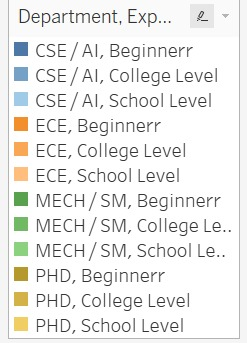 Department, Exp...
CSE / AI, Beginnerr
CSE / AI, College Level
CSE / AI, School Level
ECE, Beginnerr
ECE, College Level
ECE, School Level
MECH / SM, Beginnerr
MECH / SM, College Le..
MECH / SM, School Le..
PHD, Beginnerr
PHD, College Level
PHD, School Level